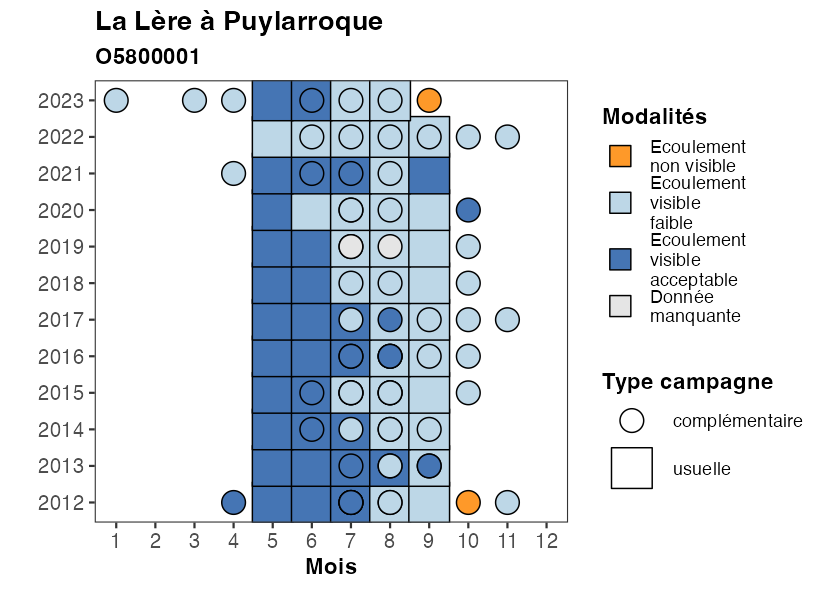 La Lère à Puylarroque
O5800001
2023
2022
2021
2020
2019
2018
2017
2016
2015
2014
2013
2012
1 2 3 4 5 6 7 8 9 10 11 12
Mois
Modalités
Ecoulement
non visible
Ecoulement
visible
faible
Ecoulement
visible
acceptable
Donnée
manquante
Type campagne
complémentaire
usuelle